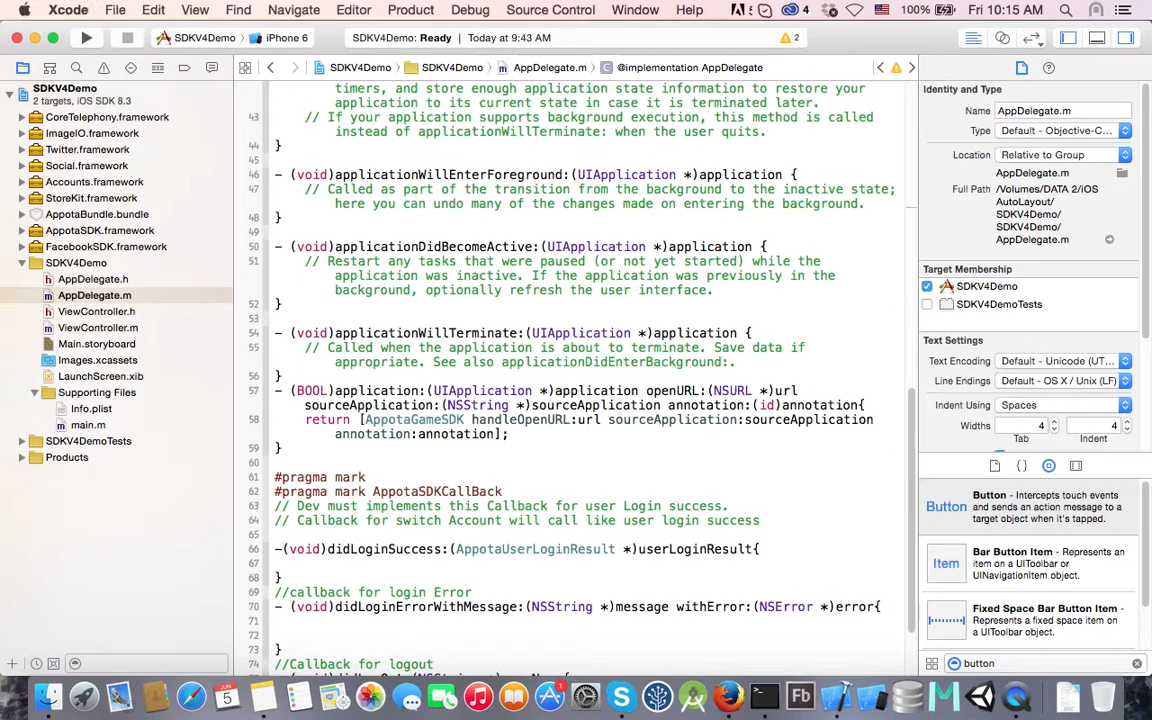 Xcode File Edit View Find Navigate Editor Product Debug Source Control Window Help 4 100% Fri 10:15 AM
SDKV4Demo iPhone 6 SDKV4Demo: Ready | Today at 9:43 AM 2
SDKV4Demo SDKV4Demo AppDelegate.m @implementation AppDelegate
SDKV4Demo
2 targets, iOS SDK 8.3
CoreTelephony.framework
ImageIO.framework
Twitter.framework
Social.framework
Accounts.framework
StoreKit.framework
AppotaBundle.bundle
AppotaSDK.framework
FacebookSDK.framework
SDKV4Demo
h AppDelegate.h
m AppDelegate.m
h ViewController.h
m ViewController.m
Main.storyboard
Images.xcassets
LaunchScreen.xib
Supporting Files
Info.plist
m main.m
SDKV4DemoTests
Products
timers, and store enough application state information to restore your
application to its current state in case it is terminated later.
43 // If your application supports background execution, this method is called
instead of applicationWillTerminate: when the user quits.
44 }
45
46 - (void)applicationWillEnterForeground:(UIApplication *)application {
47 // Called as part of the transition from the background to the inactive state;
here you can undo many of the changes made on entering the background.
48 }
49
50 - (void)applicationDidBecomeActive:(UIApplication *)application {
51 // Restart any tasks that were paused (or not yet started) while the
application was inactive. If the application was previously in the
background, optionally refresh the user interface.
52 }
53
54 - (void)applicationWillTerminate:(UIApplication *)application {
55 // Called when the application is about to terminate. Save data if
appropriate. See also applicationDidEnterBackground:.
56 }
57 - (BOOL)application:(UIApplication *)application openURL:(NSURL *)url
sourceApplication:(NSString *)sourceApplication annotation:(id)annotation{
58 return [AppotaGameSDK handleOpenURL:url sourceApplication:sourceApplication
annotation:annotation];
59 }
60
61 #pragma mark
62 #pragma mark AppotaSDKCallBack
63 // Dev must implements this Callback for user Login success.
64 // Callback for switch Account will call like user login success
65
66 -(void)didLoginSuccess:(AppotaUserLoginResult *)userLoginResult{
67
68 }
69 //callback for login Error
70 - (void)didLoginErrorWithMessage:(NSString *)message withError:(NSError *)error{
71
72
73 }
74 //Callback for logout
Identity and Type
Name AppDelegate.m
Type Default - Objective-C...
Location Relative to Group
AppDelegate.m
Full Path /Volumes/DATA 2/iOS
AutoLayout/
SDKV4Demo/
SDKV4Demo/
AppDelegate.m
Target Membership
SDKV4Demo
SDKV4DemoTests
Text Settings
Text Encoding Default - Unicode (UT...
Line Endings Default - OS X / Unix (LF)
Indent Using Spaces
Widths 4 4
Tab Indent
Button Button - Intercepts touch events
and sends an action message to a
target object when it's tapped.
Item Bar Button Item - Represents an
item on a UIToolbar or
UINavigationItem object.
Fixed Space Bar Button Item -
Represents a fixed space item on
a UIToolbar object.
button
5
1
Fb